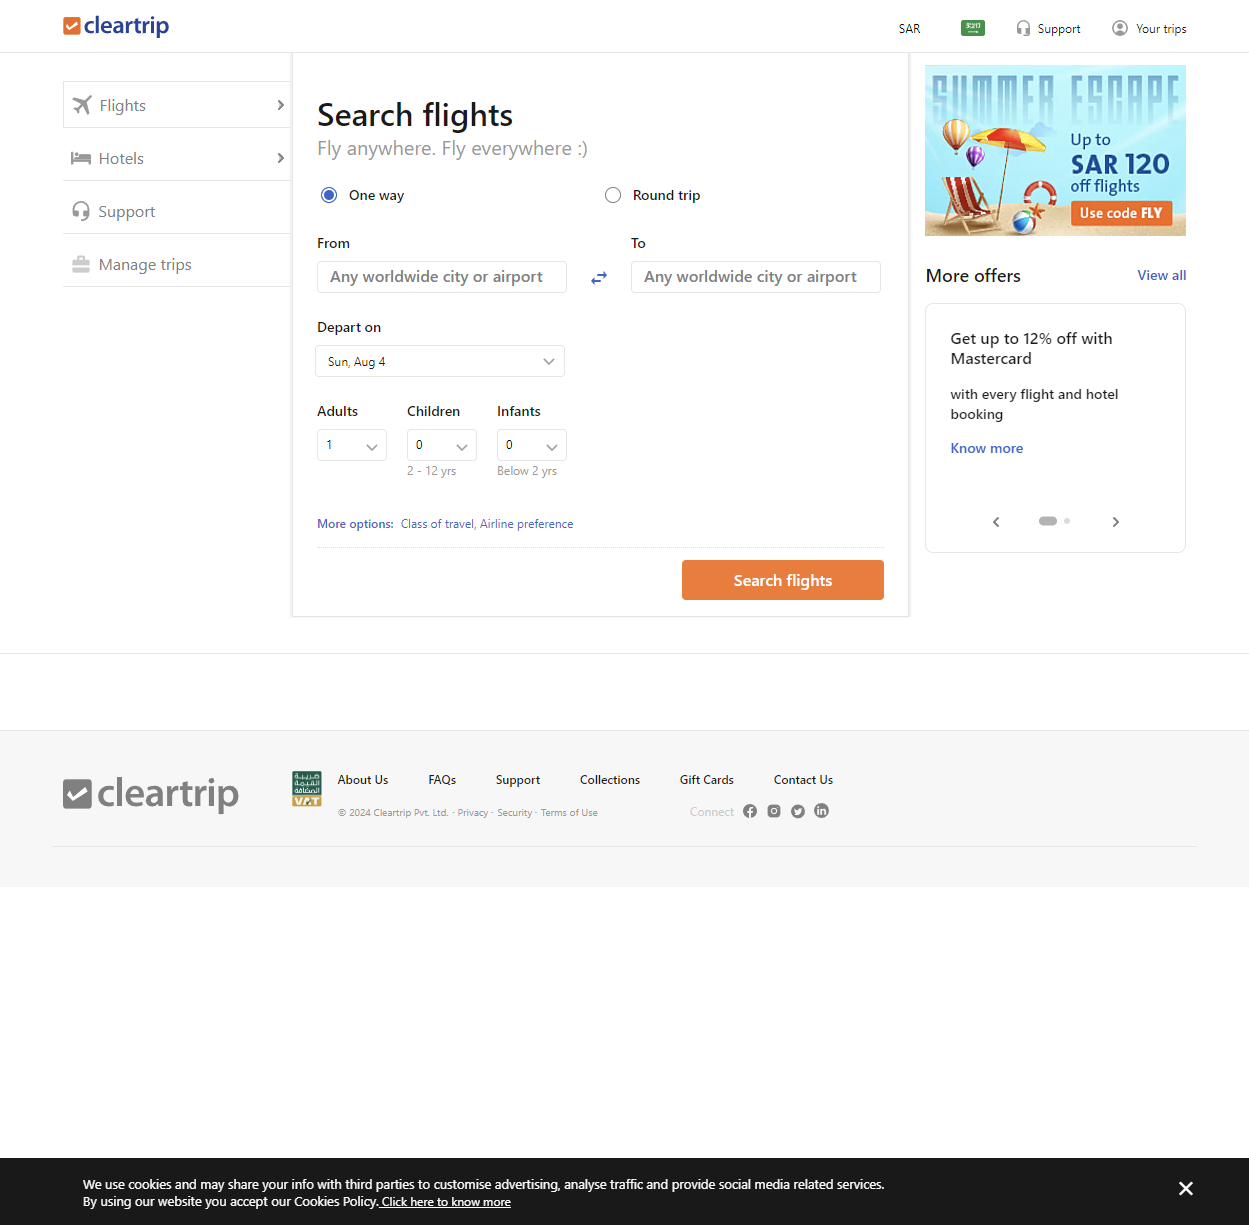 cleartrip
SAR
Support
Your trips
Flights
Hotels
Support
Manage trips
Search flights
Fly anywhere. Fly everywhere :)
One way
Round trip
From
To
Any worldwide city or airport
Any worldwide city or airport
Depart on
Sun, Aug 4
Adults
Children
Infants
1
0
0
2 - 12 yrs
Below 2 yrs
More options: Class of travel, Airline preference
Search flights
SUMMER ESCAPE
Up to
SAR 120
off flights
Use code FLY
More offers
View all
Get up to 12% off with
Mastercard
with every flight and hotel
booking
Know more
cleartrip
ضريبة
القيمة
المضافة
VAT
About Us
FAQs
Support
Collections
Gift Cards
Contact Us
© 2024 Cleartrip Pvt. Ltd. · Privacy · Security · Terms of Use
Connect
We use cookies and may share your info with third parties to customise advertising, analyse traffic and provide social media related services.
By using our website you accept our Cookies Policy. Click here to know more